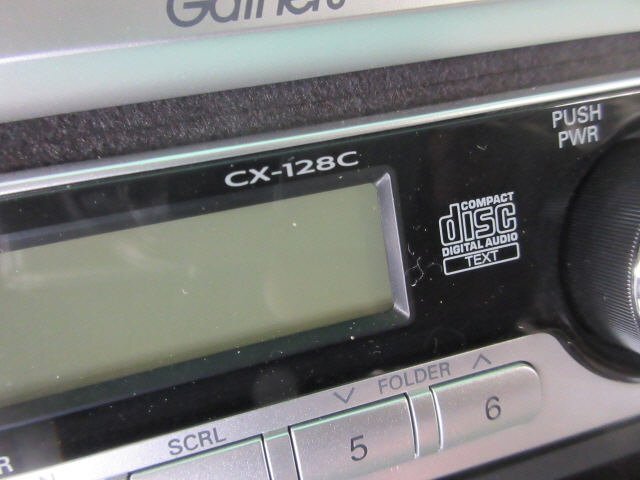 Gathers
PUSH
PWR
CX-128C
COMPACT
disc
DIGITAL AUDIO
TEXT
FOLDER
SCRL
5
6